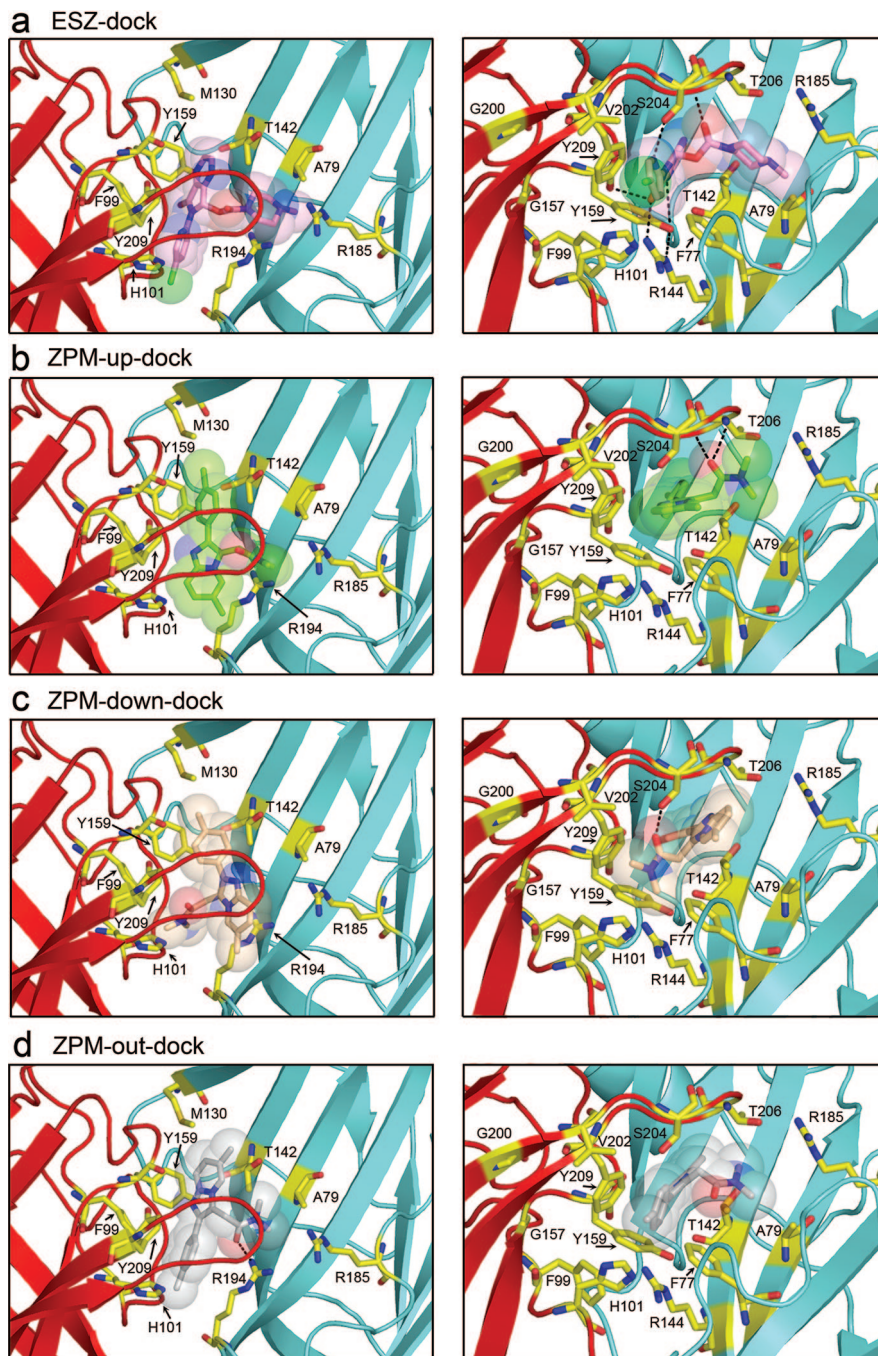 a ESZ-dock
M130
Y159
T142
A79
F99
Y209
R194
R185
H101
G200
V202
S204
T206
R185
Y209
G157
Y159
T142
A79
F99
F77
H101
R144
b ZPM-up-dock
M130
Y159
T142
A79
F99
Y209
R185
H101
R194
G200
V202
S204
T206
R185
Y209
G157
Y159
T142
A79
F99
F77
H101
R144
c ZPM-down-dock
M130
Y159
T142
A79
F99
Y209
R185
H101
R194
G200
V202
S204
T206
R185
Y209
G157
Y159
T142
A79
F99
F77
H101
R144
d ZPM-out-dock
M130
Y159
T142
A79
F99
Y209
R194
R185
H101
G200
V202
S204
T206
R185
Y209
G157
Y159
T142
A79
F99
F77
H101
R144